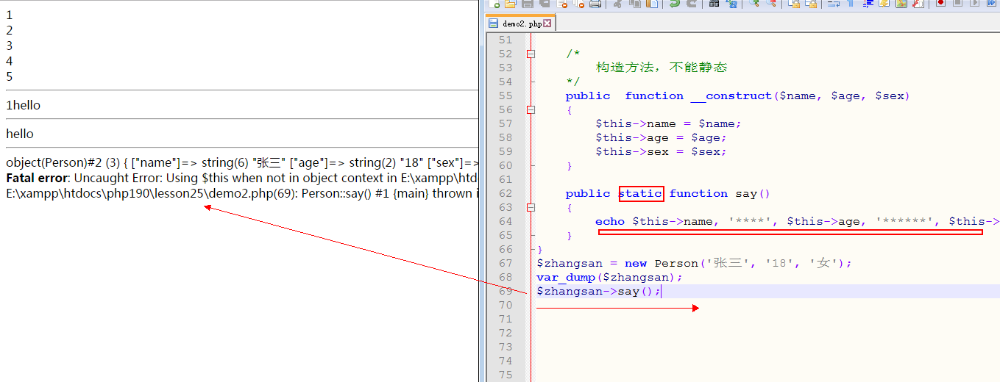 1
2
3
4
5
1hello
hello
object(Person)#2 (3) { ["name"]=> string(6) "张三" ["age"]=> string(2) "18" ["sex"]=>
Fatal error: Uncaught Error: Using $this when not in object context in E:\xampp\htdo
E:\xampp\htdocs\php190\lesson25\demo2.php(69): Person::say() #1 {main} thrown i
demo2.php
51
52 /*
53 构造方法，不能静态
54 */
55 public function __construct($name, $age, $sex)
56 {
57 $this->name = $name;
58 $this->age = $age;
59 $this->sex = $sex;
60 }
61
62 public static function say()
63 {
64 echo $this->name, '****', $this->age, '******', $this->
65 }
66 }
67 $zhangsan = new Person('张三', '18', '女');
68 var_dump($zhangsan);
69 $zhangsan->say();
70
71
72
73
74
75